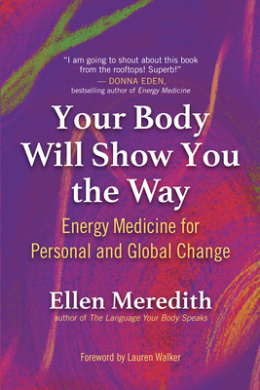 “I am going to shout about this book
from the rooftops! Superb!”
— DONNA EDEN,
bestselling author of Energy Medicine
Your Body
Will Show You
the Way
Energy Medicine for
Personal and Global Change
Ellen Meredith
author of The Language Your Body Speaks
Foreword by Lauren Walker